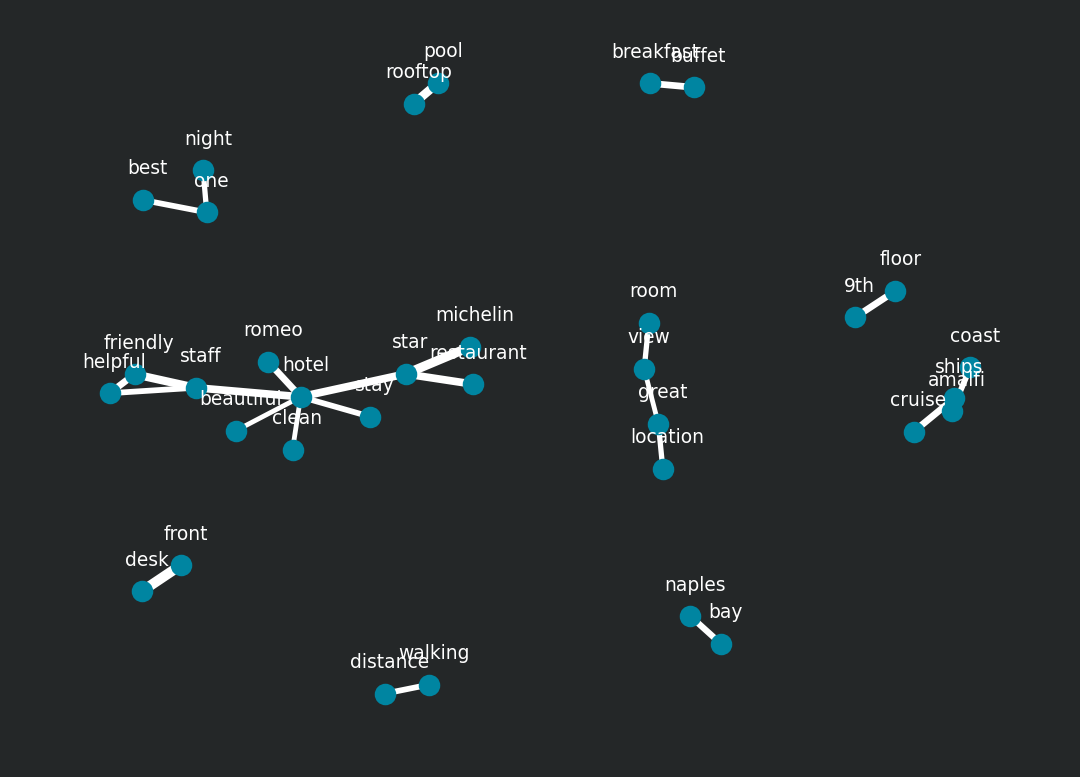 pool
rooftop
breakfast
buffet
night
best
one
floor
9th
room
michelin
romeo
coast
view
star
friendly
staff
restaurant
helpful
hotel
ships
amalfi
stay
great
beautiful
cruise
clean
location
front
desk
naples
bay
walking
distance